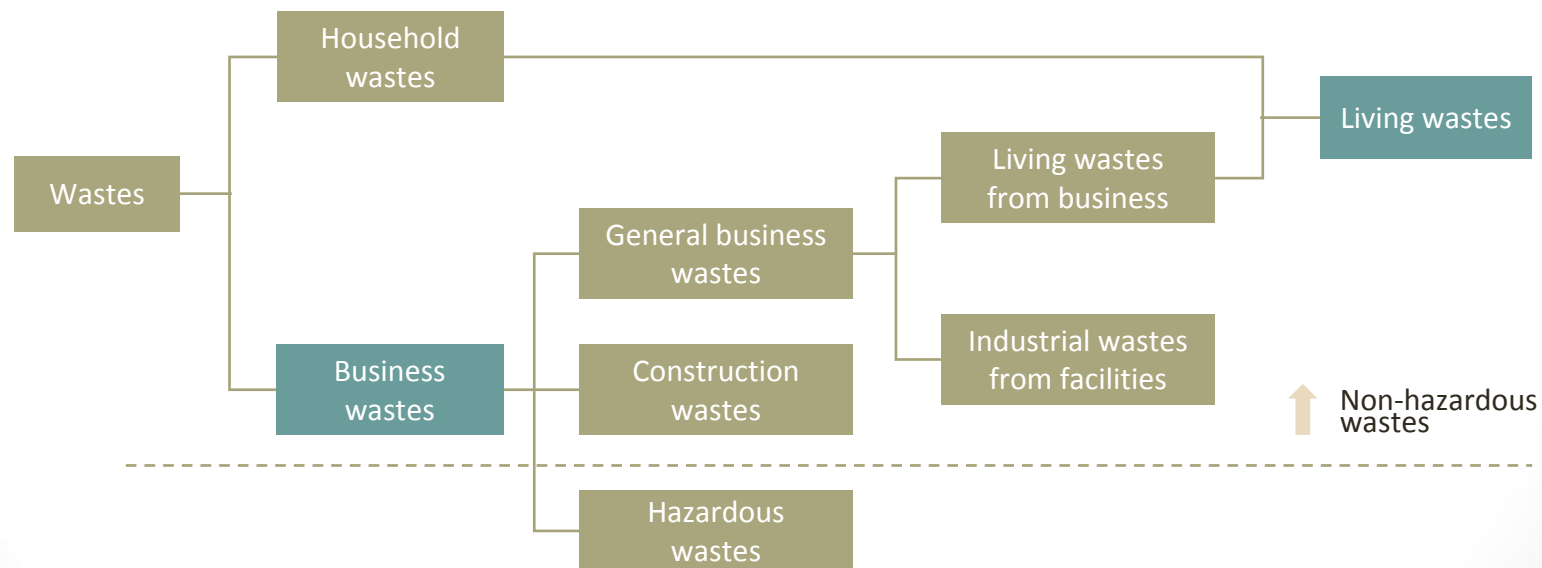 Household
wastes
Living wastes
Wastes
Living wastes
from business
General business
wastes
Business
wastes
Construction
wastes
Industrial wastes
from facilities
Non-hazardous
wastes
Hazardous
wastes